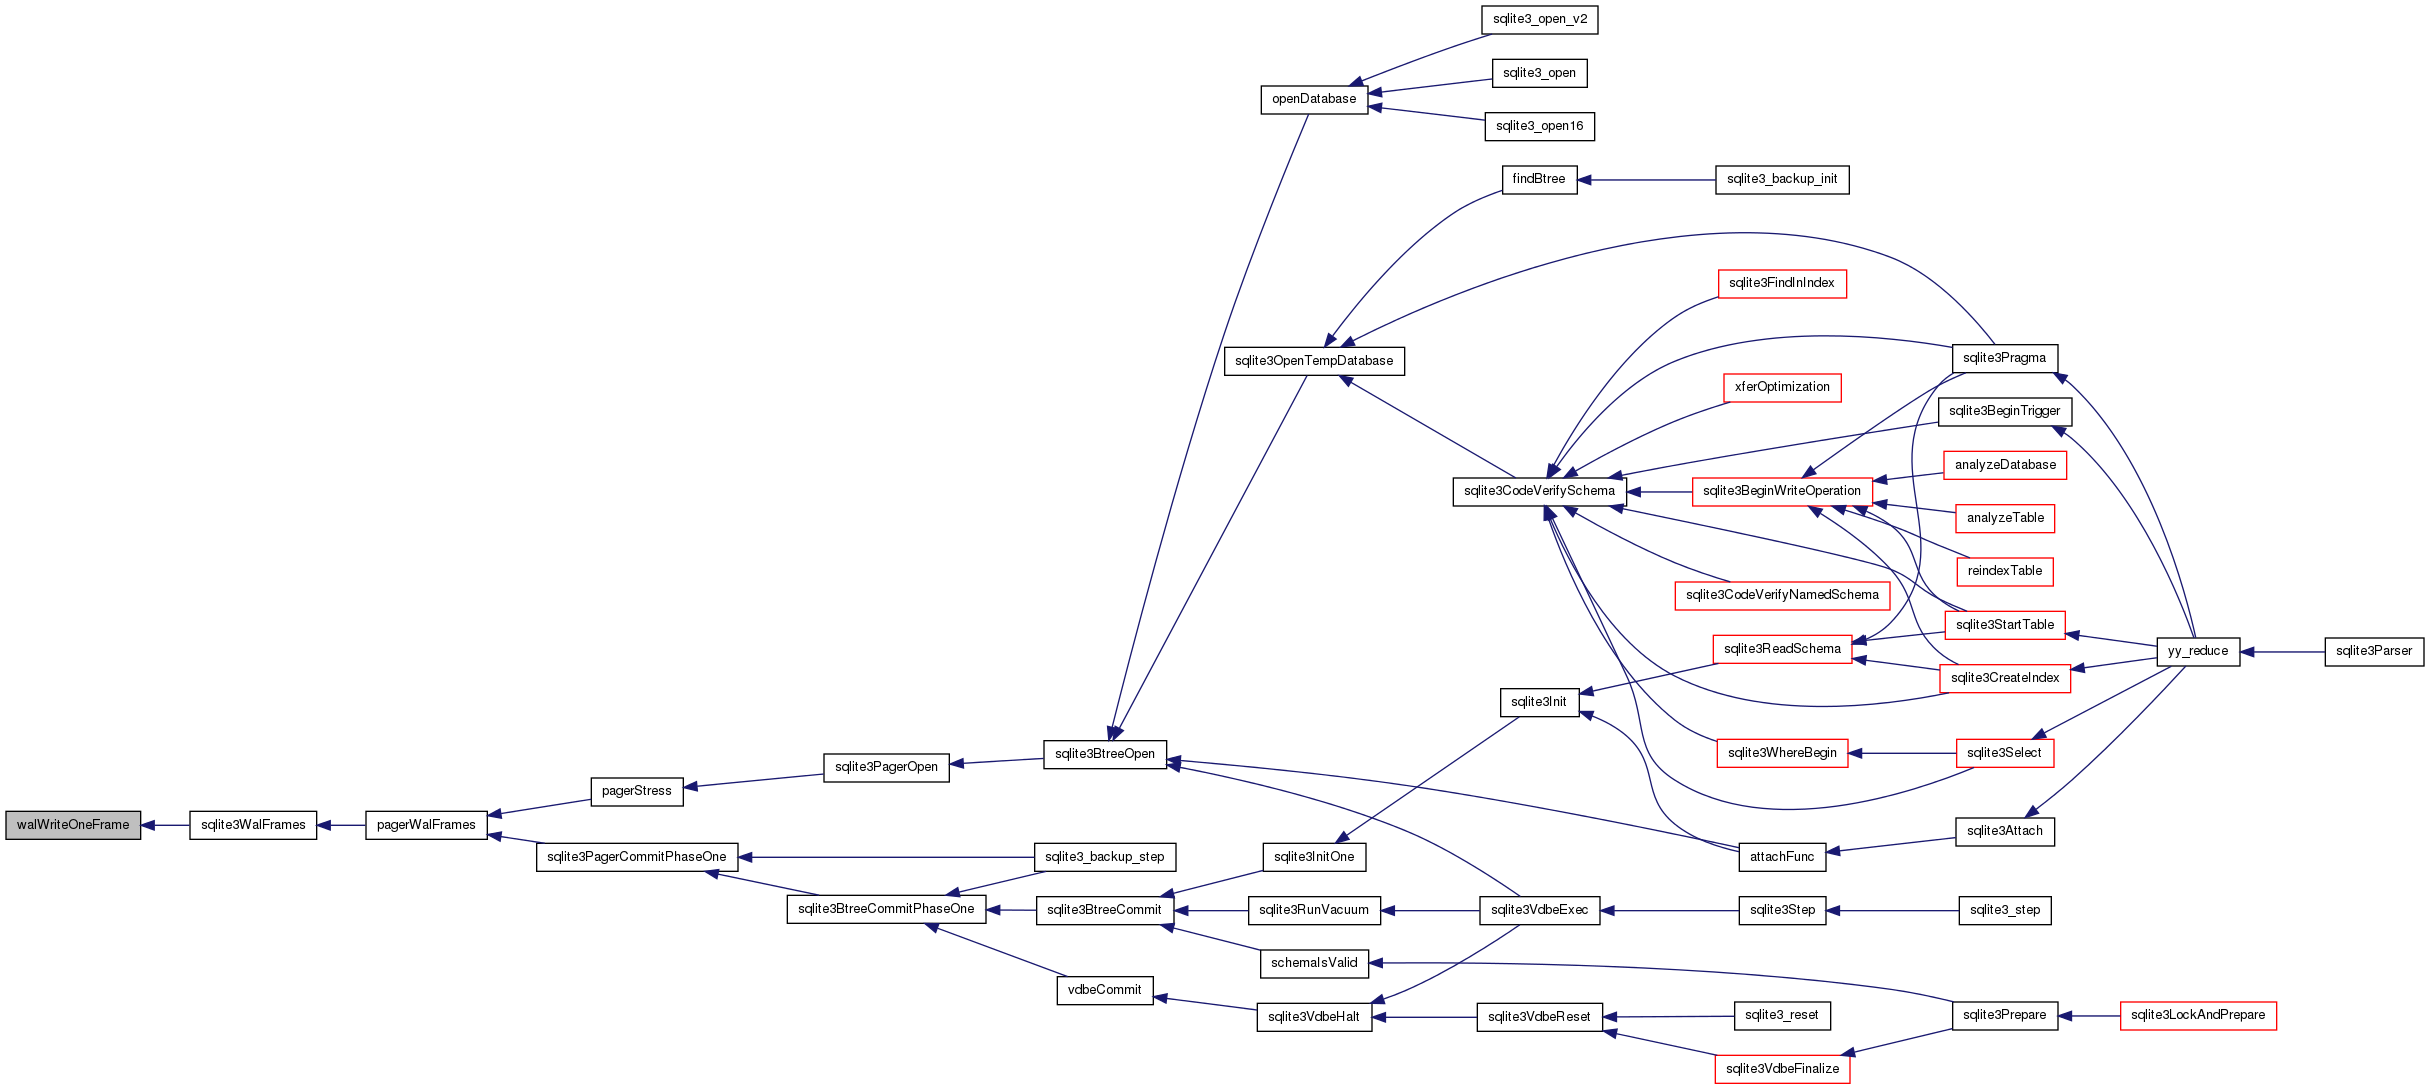 sqlite3_open_v2
sqlite3_open
openDatabase
sqlite3_open16
findBtree
sqlite3_backup_init
sqlite3FindInIndex
sqlite3OpenTempDatabase
sqlite3Pragma
xferOptimization
sqlite3BeginTrigger
analyzeDatabase
sqlite3CodeVerifySchema
sqlite3BeginWriteOperation
analyzeTable
reindexTable
sqlite3CodeVerifyNamedSchema
sqlite3StartTable
sqlite3ReadSchema
yy_reduce
sqlite3Parser
sqlite3CreateIndex
sqlite3Init
sqlite3BtreeOpen
sqlite3WhereBegin
sqlite3Select
sqlite3PagerOpen
pagerStress
walWriteOneFrame
sqlite3WalFrames
pagerWalFrames
sqlite3Attach
sqlite3PagerCommitPhaseOne
sqlite3_backup_step
sqlite3InitOne
attachFunc
sqlite3BtreeCommitPhaseOne
sqlite3BtreeCommit
sqlite3RunVacuum
sqlite3VdbeExec
sqlite3Step
sqlite3_step
schemaIsValid
vdbeCommit
sqlite3VdbeHalt
sqlite3VdbeReset
sqlite3_reset
sqlite3Prepare
sqlite3LockAndPrepare
sqlite3VdbeFinalize